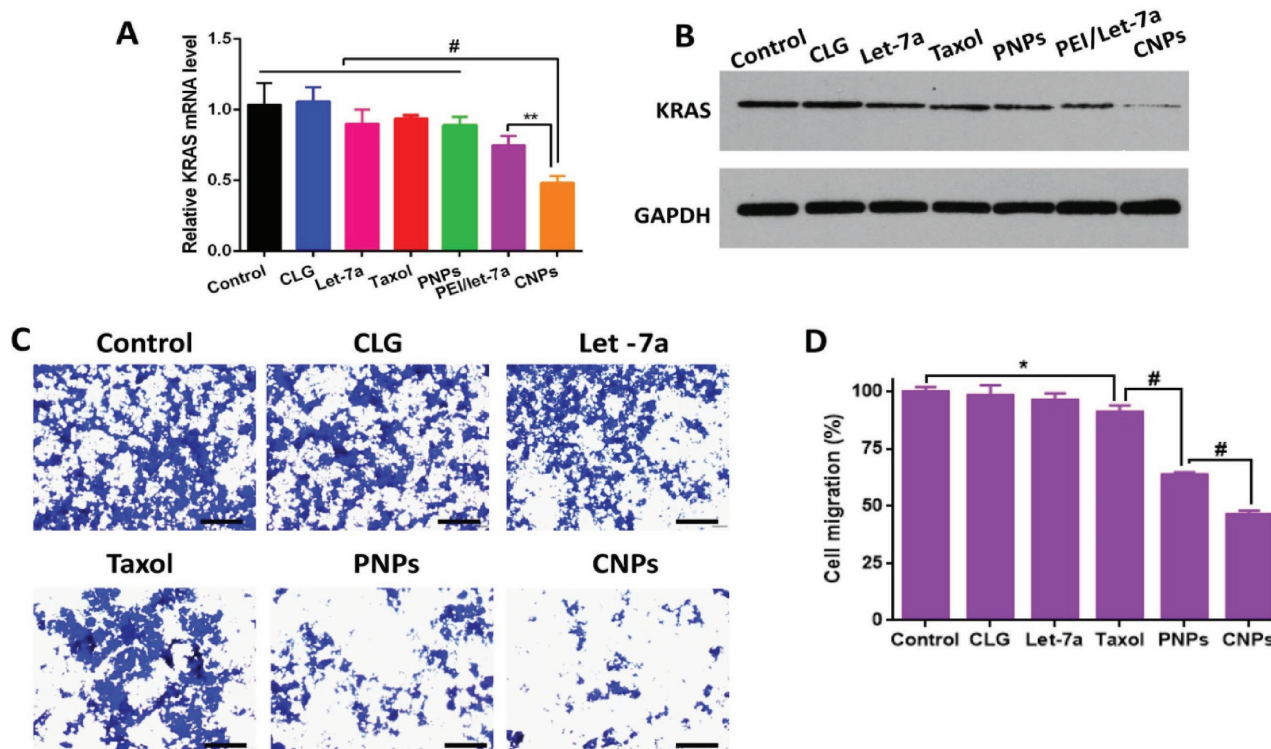 A
Relative KRAS mRNA level
1.5
1.0
0.5
0.0
#
**
Control
CLG
Let-7a
Taxol
PNPs
PEI/let-7a
CNPs
B
Control
CLG
Let-7a
Taxol
PNPs
PEI/Let-7a
CNPs
KRAS
GAPDH
C
Control
CLG
Let -7a
Taxol
PNPs
CNPs
D
Cell migration (%)
100
75
50
25
0
*
#
#
Control
CLG
Let-7a
Taxol
PNPs
CNPs